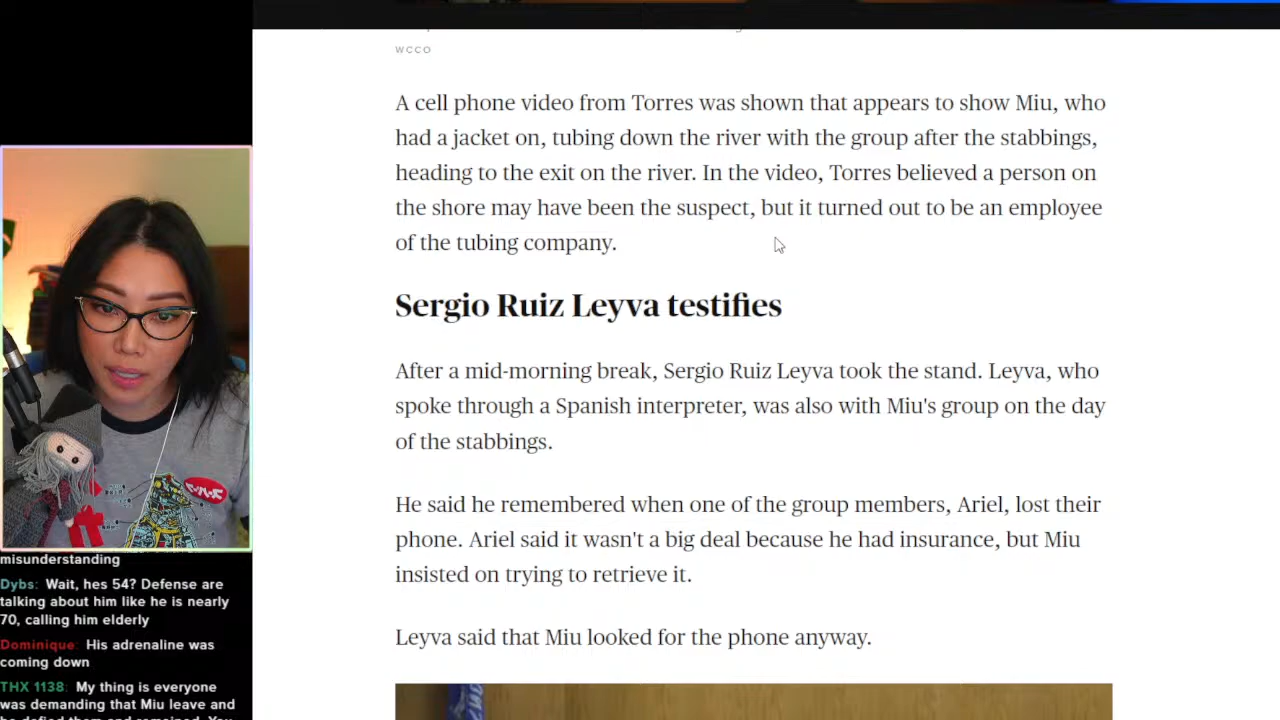 WCCO
A cell phone video from Torres was shown that appears to show Miu, who
had a jacket on, tubing down the river with the group after the stabbings,
heading to the exit on the river. In the video, Torres believed a person on
the shore may have been the suspect, but it turned out to be an employee
of the tubing company.
Sergio Ruiz Leyva testifies
After a mid-morning break, Sergio Ruiz Leyva took the stand. Leyva, who
spoke through a Spanish interpreter, was also with Miu's group on the day
of the stabbings.
He said he remembered when one of the group members, Ariel, lost their
phone. Ariel said it wasn't a big deal because he had insurance, but Miu
insisted on trying to retrieve it.
Leyva said that Miu looked for the phone anyway.
misunderstanding
Dybs: Wait, hes 54? Defense are
talking about him like he is nearly
70, calling him elderly
Dominique: His adrenaline was
coming down
THX 1138: My thing is everyone
was demanding that Miu leave and
he defied them and remained. You